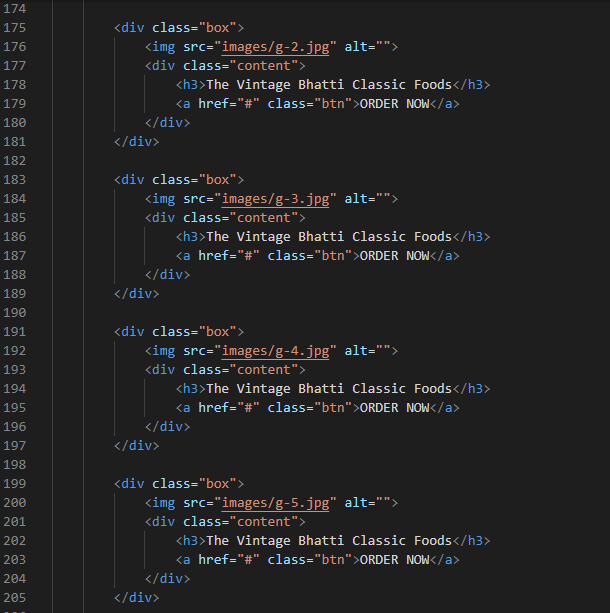 174
175 <div class="box">
176 <img src="images/g-2.jpg" alt="">
177 <div class="content">
178 <h3>The Vintage Bhatti Classic Foods</h3>
179 <a href="#" class="btn">ORDER NOW</a>
180 </div>
181 </div>
182
183 <div class="box">
184 <img src="images/g-3.jpg" alt="">
185 <div class="content">
186 <h3>The Vintage Bhatti Classic Foods</h3>
187 <a href="#" class="btn">ORDER NOW</a>
188 </div>
189 </div>
190
191 <div class="box">
192 <img src="images/g-4.jpg" alt="">
193 <div class="content">
194 <h3>The Vintage Bhatti Classic Foods</h3>
195 <a href="#" class="btn">ORDER NOW</a>
196 </div>
197 </div>
198
199 <div class="box">
200 <img src="images/g-5.jpg" alt="">
201 <div class="content">
202 <h3>The Vintage Bhatti Classic Foods</h3>
203 <a href="#" class="btn">ORDER NOW</a>
204 </div>
205 </div>